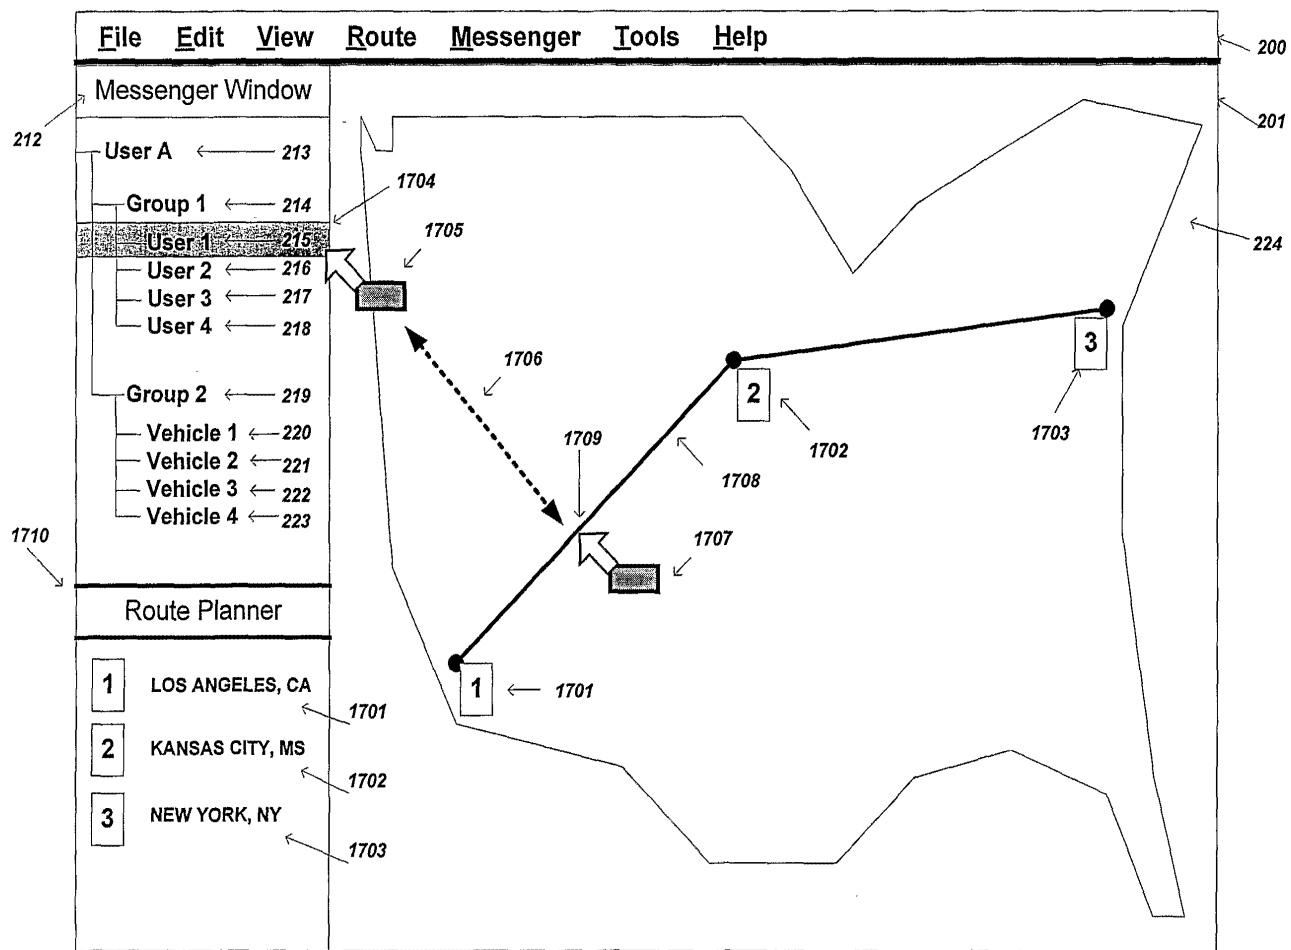 File Edit View Route Messenger Tools Help
200
Messenger Window
201
212
User A 213
1704
Group 1 214
1705
224
User 1 215
User 2 216
User 3 217
User 4 218
3
1706
2
Group 2 219
1703
1709
1702
Vehicle 1 220
Vehicle 2 221
1708
Vehicle 3 222
Vehicle 4 223
1710
1707
Route Planner
1 LOS ANGELES, CA
1 1701
1701
2 KANSAS CITY, MS
1702
3 NEW YORK, NY
1703